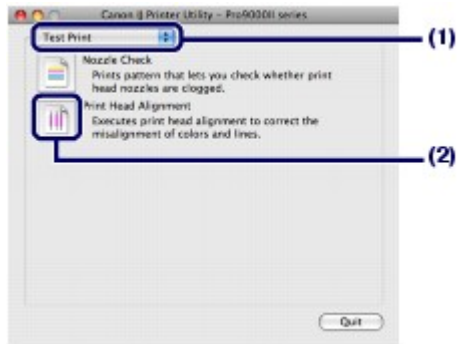 Canon IJ Printer Utility - Pro9000II series
Test Print
(1)
Nozzle Check
Prints pattern that lets you check whether print
head nozzles are clogged.
Print Head Alignment
Executes print head alignment to correct the
misalignment of colors and lines.
(2)
Quit